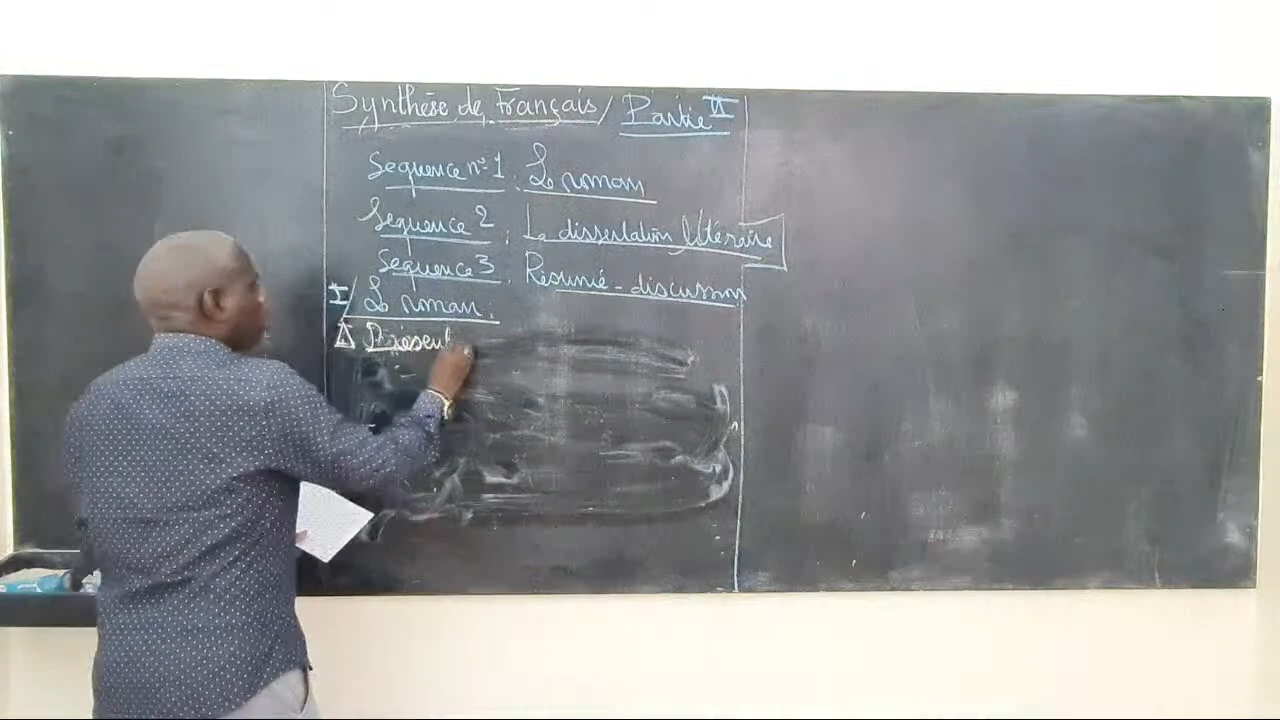 Synthèse de Français / Partie II
Sequence n° 1 : Le roman
Sequence 2 : La dissertation littéraire
Sequence 3 : Résumé - discussion
I/ Le roman :
A Présent